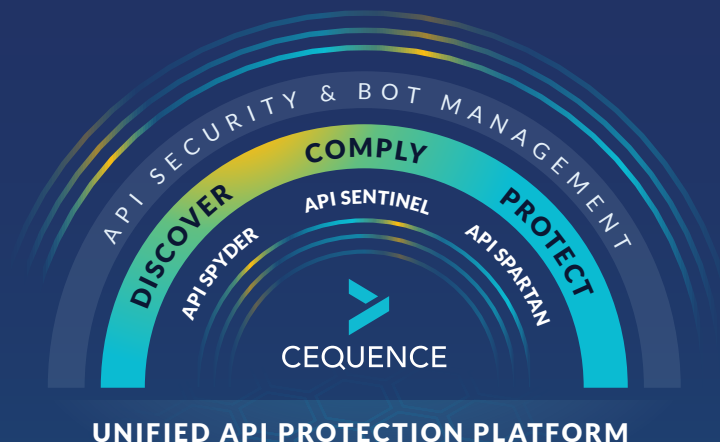 API SECURITY & BOT MANAGEMENT
DISCOVER
COMPLY
PROTECT
API SPYDER
API SENTINEL
API SPARTAN
CEQUENCE
UNIFIED API PROTECTION PLATFORM